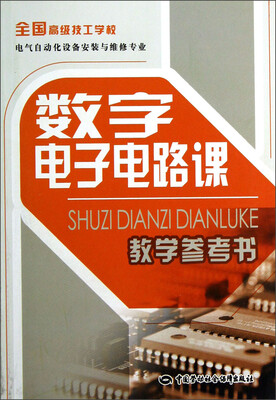 全国高级技工学校
电气自动化设备安装与维修专业
数字
电子电路课
SHUZI DIANZI DIANLUKE
教学参考书
中国劳动社会保障出版社